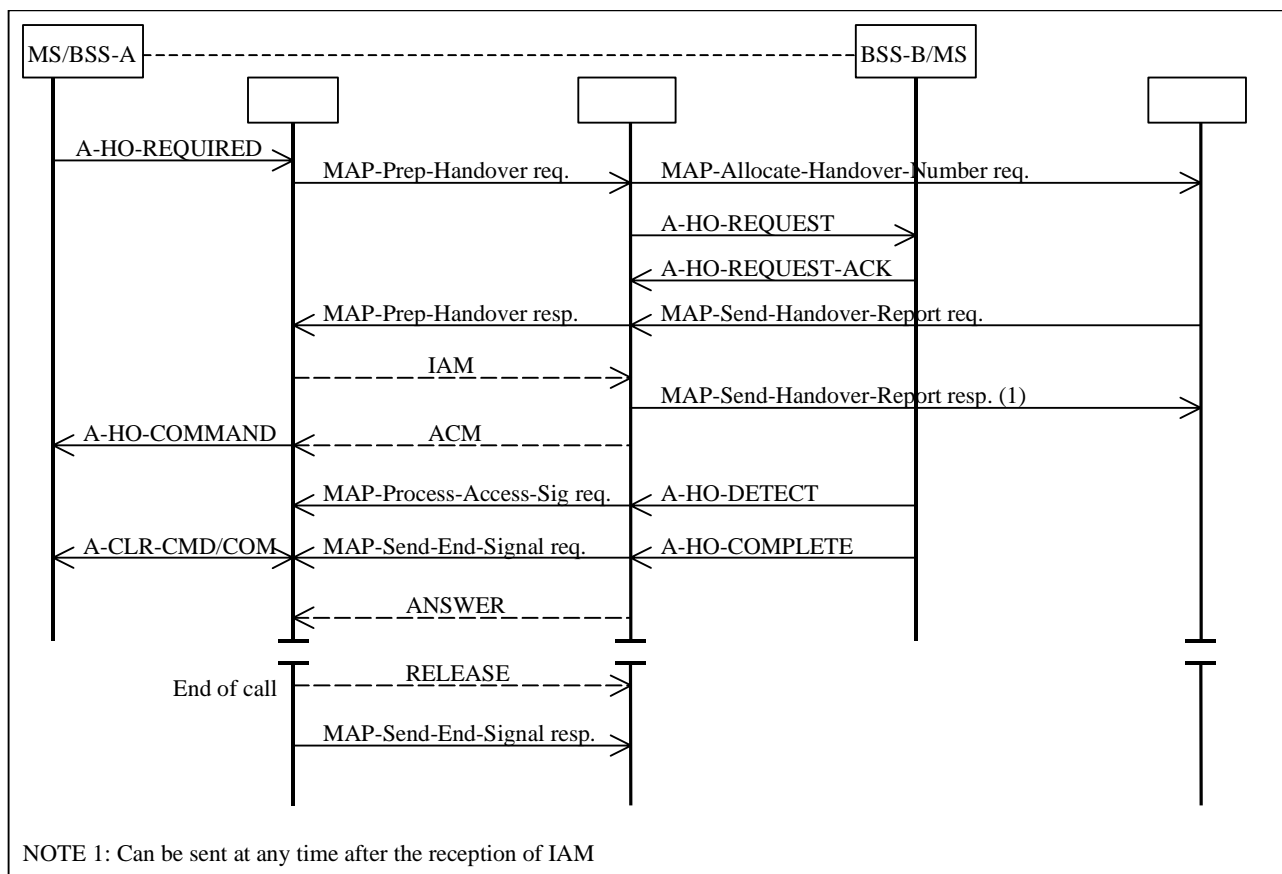 MS/BSS-A
BSS-B/MS
A-HO-REQUIRED
MAP-Prep-Handover req.
MAP-Allocate-Handover-Number req.
A-HO-REQUEST
A-HO-REQUEST-ACK
MAP-Prep-Handover resp.
MAP-Send-Handover-Report req.
IAM
MAP-Send-Handover-Report resp. (1)
A-HO-COMMAND
ACM
MAP-Process-Access-Sig req.
A-HO-DETECT
A-CLR-CMD/COM
MAP-Send-End-Signal req.
A-HO-COMPLETE
ANSWER
End of call
RELEASE
MAP-Send-End-Signal resp.
NOTE 1: Can be sent at any time after the reception of IAM